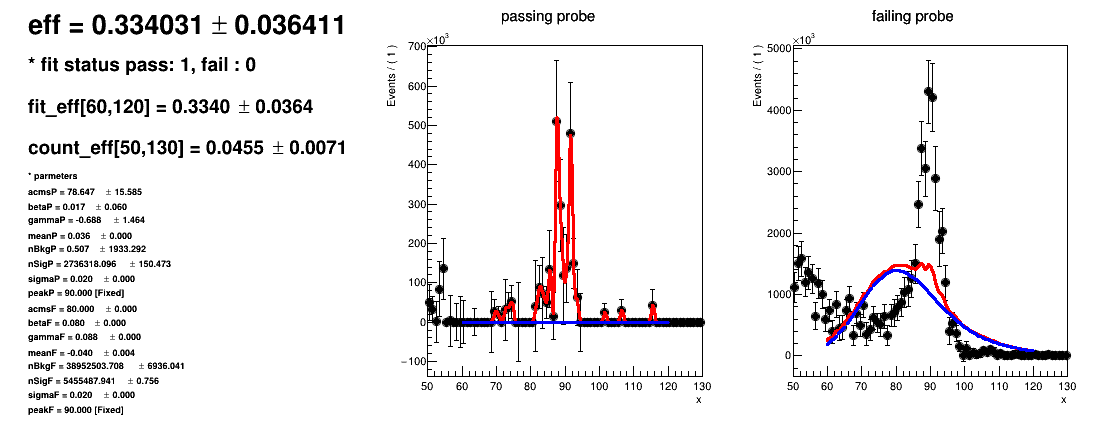 eff = 0.334031 ± 0.036411
* fit status pass: 1, fail : 0
fit_eff[60,120] = 0.3340 ± 0.0364
count_eff[50,130] = 0.0455 ± 0.0071
* parmeters
acmsP = 78.647 ± 15.585
betaP = 0.017 ± 0.060
gammaP = -0.688 ± 1.464
meanP = 0.036 ± 0.000
nBkgP = 0.507 ± 1933.292
nSigP = 2736318.096 ± 150.473
sigmaP = 0.020 ± 0.000
peakP = 90.000 [Fixed]
acmsF = 80.000 ± 0.000
betaF = 0.080 ± 0.000
gammaF = 0.088 ± 0.000
meanF = -0.040 ± 0.004
nBkgF = 38952503.708 ± 6936.041
nSigF = 5455487.941 ± 0.756
sigmaF = 0.020 ± 0.000
peakF = 90.000 [Fixed]
passing probe
×10³
Events / ( 1 )
700
600
500
400
300
200
100
0
−100
50 60 70 80 90 100 110 120 130
x
failing probe
×10³
Events / ( 1 )
5000
4000
3000
2000
1000
0
50 60 70 80 90 100 110 120 130
x